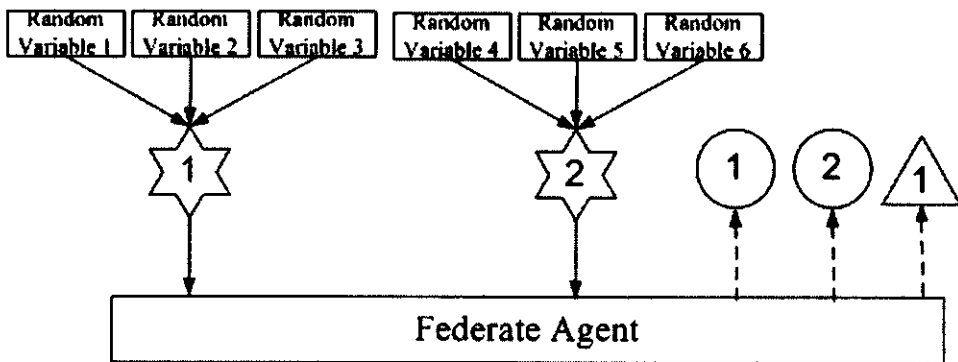 Random Random Random Random Random Random
Variable 1 Variable 2 Variable 3 Variable 4 Variable 5 Variable 6
1 2 1 2 1
Federate Agent